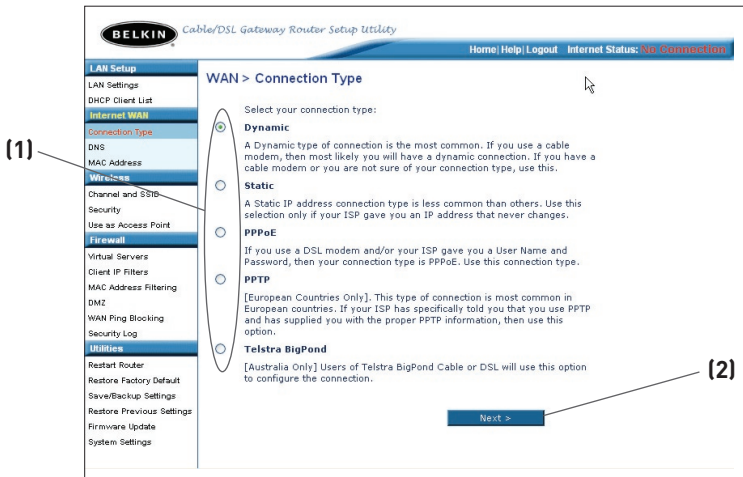 BELKIN
Cable/DSL Gateway Router Setup Utility
Home| Help| Logout Internet Status: No Connection
LAN Setup
LAN Settings
DHCP Client List
Internet WAN
Connection Type
DNS
MAC Address
Wireless
Channel and SSID
Security
Use as Access Point
Firewall
Virtual Servers
Client IP Filters
MAC Address Filtering
DMZ
WAN Ping Blocking
Security Log
Utilities
Restart Router
Restore Factory Default
Save/Backup Settings
Restore Previous Settings
Firmware Update
System Settings
(1)
WAN > Connection Type
Select your connection type:
Dynamic
A Dynamic type of connection is the most common. If you use a cable
modem, then most likely you will have a dynamic connection. If you have a
cable modem or you are not sure of your connection type, use this.
Static
A Static IP address connection type is less common than others. Use this
selection only if your ISP gave you an IP address that never changes.
PPPoE
If you use a DSL modem and/or your ISP gave you a User Name and
Password, then your connection type is PPPoE. Use this connection type.
PPTP
[European Countries Only]. This type of connection is most common in
European countries. If your ISP has specifically told you that you use PPTP
and has supplied you with the proper PPTP information, then use this
option.
Telstra BigPond
[Australia Only] Users of Telstra BigPond Cable or DSL will use this option
to configure the connection.
Next >
(2)